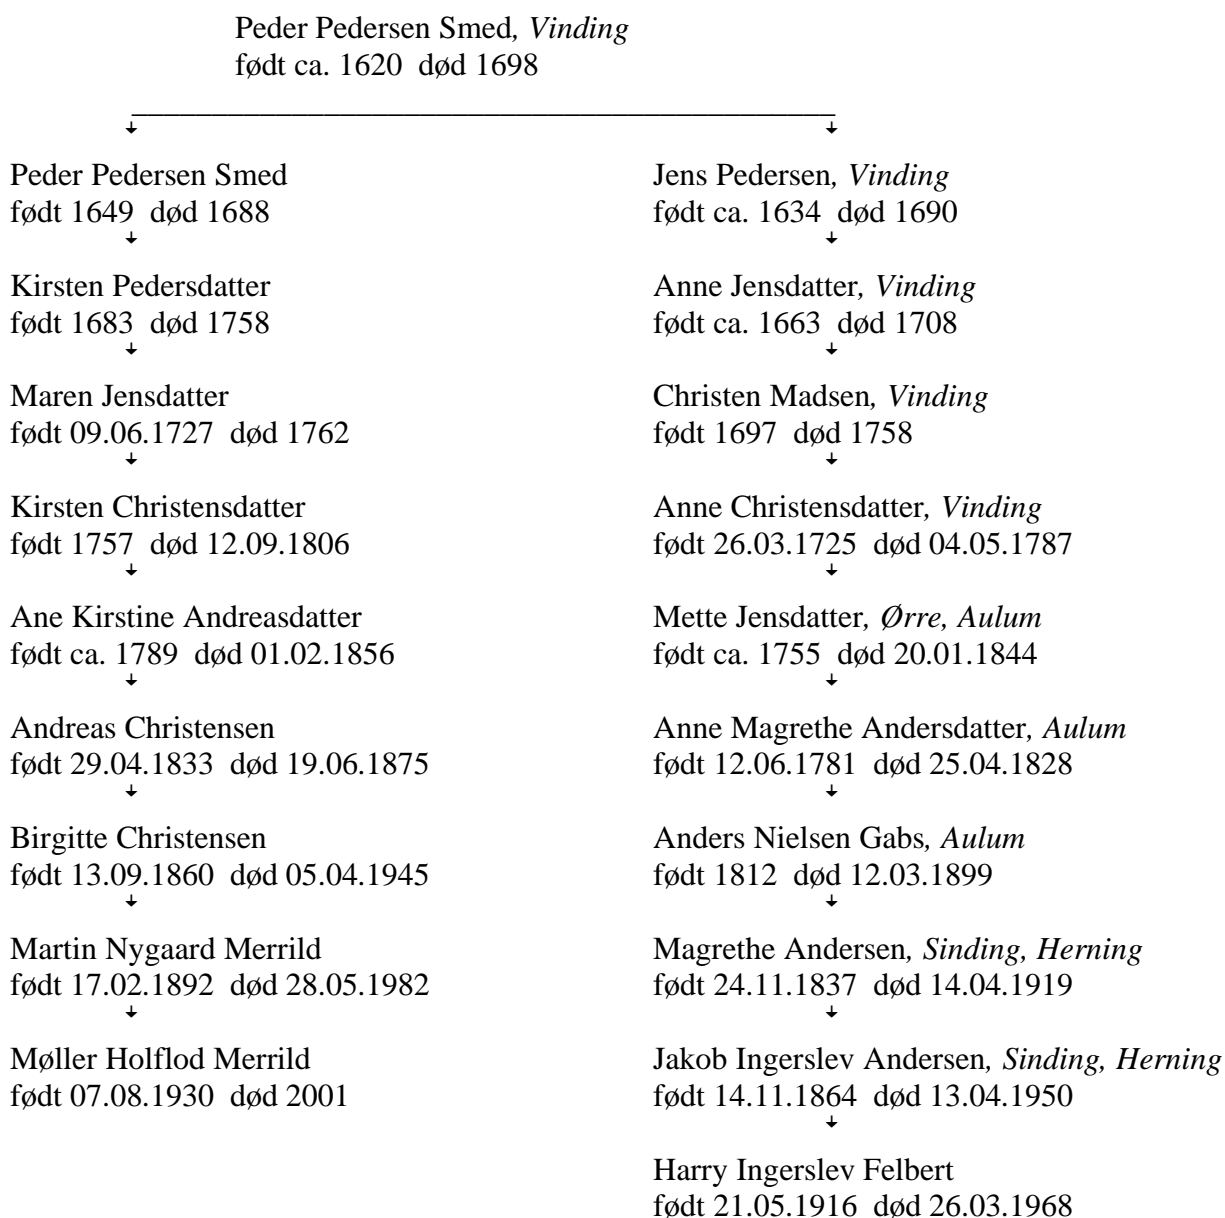 Peder Pedersen Smed, Vinding
født ca. 1620 død 1698
Peder Pedersen Smed
født 1649 død 1688
Kirsten Pedersdatter
født 1683 død 1758
Maren Jensdatter
født 09.06.1727 død 1762
Kirsten Christensdatter
født 1757 død 12.09.1806
Ane Kirstine Andreasdatter
født ca. 1789 død 01.02.1856
Andreas Christensen
født 29.04.1833 død 19.06.1875
Birgitte Christensen
født 13.09.1860 død 05.04.1945
Martin Nygaard Merrild
født 17.02.1892 død 28.05.1982
Møller Holflod Merrild
født 07.08.1930 død 2001
Jens Pedersen, Vinding
født ca. 1634 død 1690
Anne Jensdatter, Vinding
født ca. 1663 død 1708
Christen Madsen, Vinding
født 1697 død 1758
Anne Christensdatter, Vinding
født 26.03.1725 død 04.05.1787
Mette Jensdatter, Ørre, Aulum
født ca. 1755 død 20.01.1844
Anne Magrethe Andersdatter, Aulum
født 12.06.1781 død 25.04.1828
Anders Nielsen Gabs, Aulum
født 1812 død 12.03.1899
Magrethe Andersen, Sinding, Herning
født 24.11.1837 død 14.04.1919
Jakob Ingerslev Andersen, Sinding, Herning
født 14.11.1864 død 13.04.1950
Harry Ingerslev Felbert
født 21.05.1916 død 26.03.1968